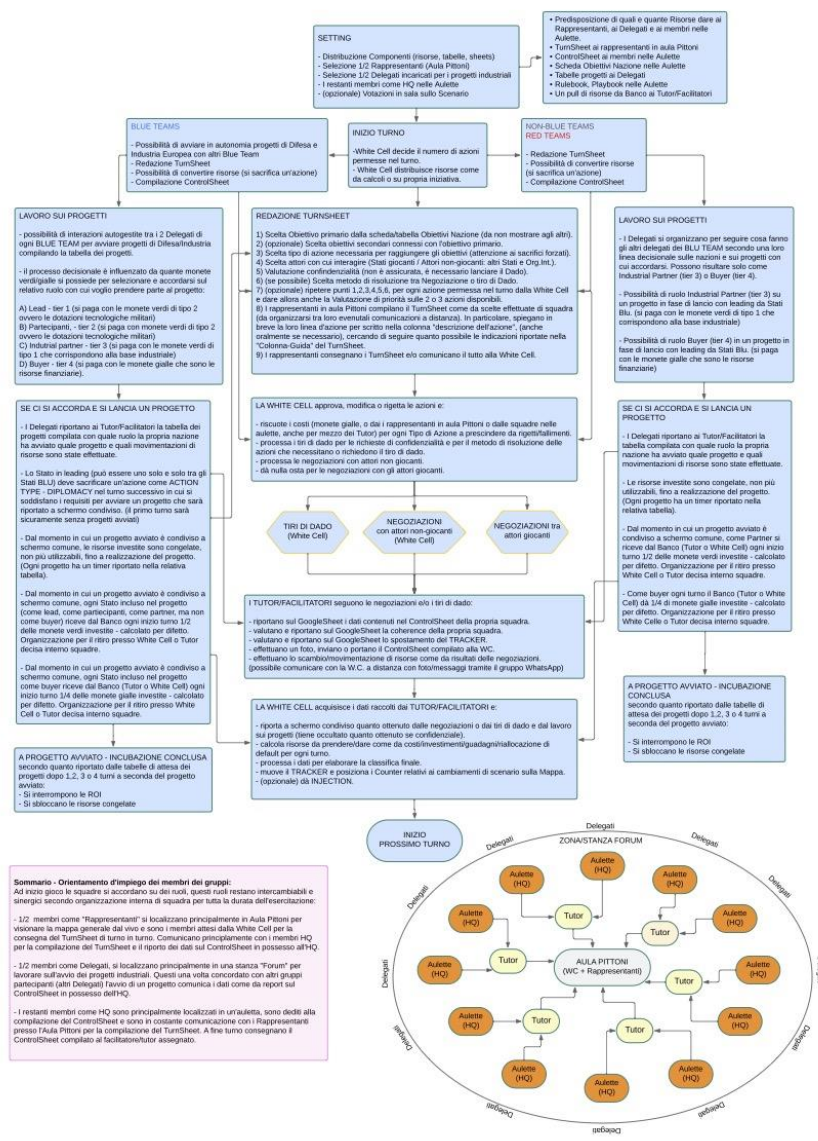 SETTING
- Distribuzione Componenti (risorse, tabelle, sheets)
- Selezione 1/2 Rappresentanti (Aula Pittoni)
- Selezione 1/2 Delegati incaricati per i progetti industriali
- I restanti membri come HQ nelle Aulette
- (opzionale) Votazioni in sala sullo Scenario
• Predisposizione di quali e quante Risorse dare ai
Rappresentanti, ai Delegati e ai membri nelle
Aulette.
• TurnSheet ai rappresentanti in aula Pittoni
• ControlSheet ai membri nelle Aulette
• Scheda Obiettivi Nazione nelle Aulette
• Tabelle progetti ai Delegati
• Rulebook, Playbook nelle Aulette
• Un pull di risorse da Banco ai Tutor/Facilitatori
BLUE TEAMS
- Possibilità di avviare in autonomia progetti di Difesa e
Industria Europea con altri Blue Team
- Redazione TurnSheet
- Possibilità di convertire risorse (si sacrifica un'azione)
- Compilazione ControlSheet
INIZIO TURNO
-White Cell decide il numero di azioni
permesse nel turno.
- White Cell distribuisce risorse come
da calcoli o su propria iniziativa.
NON-BLUE TEAMS
RED TEAMS
- Redazione TurnSheet
- Possibilità di convertire risorse
(si sacrifica un'azione)
- Compilazione ControlSheet
LAVORO SUI PROGETTI
- possibilità di interazioni autogestite tra i 2 Delegati di
ogni BLUE TEAM per avviare progetti di Difesa/Industria
compilando la tabella dei progetti.
- il processo decisionale è influenzato da quante monete
verdi/gialle si possiede per selezione e accordarsi sul
relativo ruolo con cui voglio prendere parte al progetto:
A) Lead - tier 1 (si paga con le monete verdi di tipo 2
ovvero le dotazioni tecnologiche militari)
B) Partecipanti, - tier 2 (si paga con le monete verdi di tipo 2
ovvero le dotazioni tecnologiche militari)
C) Industrial partner - tier 3 (si paga con le monete verdi di
tipo 1 che corrispondono alla base industriale)
D) Buyer - tier 4 (si paga con le monete gialle che sono le
risorse finanziarie).
REDAZIONE TURNSHEET
1) Scelta Obiettivo primario dalla scheda/tabella Obiettivi Nazione (da non mostrare agli altri).
2) (opzionale) Scelta obiettivi secondari connessi con l'obiettivo primario.
3) Scelta tipo di azione necessaria per raggiungere gli obiettivi (attenzione ai sacrifici forzati).
4) Scelta attori con cui interagire (Stati giocanti / Attori non-giocanti: altri Stati e Org.Int.).
5) Valutazione confindenzialità (non è assicurata, è necessario lanciare il Dado).
6) (se possibile) Scelta metodo di risoluzione tra Negoziazione o tiro di Dado.
7) (opzionale) ripetere punti 1,2,3,4,5,6, per ogni azione permessa nel turno dalla White Cell
e dare allora anche la Valutazione di priorità sulle 2 o 3 azioni disponibili.
8) I rappresentanti in aula Pittoni compilano il TurnSheet come da scelte effettuate di squadra
(da organizzarsi tra loro eventuali comunicazioni a distanza). In particolare, spiegano in
breve la loro linea d'azione per scritto nella colonna "descrizione dell'azione", (anche
oralmente se necessario), cercando di seguire quanto possibile le indicazioni riportate nella
"Colonna-Guida" del TurnSheet.
9) I rappresentanti consegnano i TurnSheet e/o comunicano il tutto alla White Cell.
LAVORO SUI PROGETTI
- I Delegati si organizzano per seguire cosa fanno
gli altri delegati dei BLU TEAM secondo una loro
linea decisionale sulle nazioni e sui progetti
con cui accordarsi. Possono risultare solo come
Industrial Partner (tier 3) o Buyer (tier 4).
- Possibilità di ruolo Industrial Partner (tier 3) su
un progetto in fase di lancio con leading da Stati
Blu. (si paga con le monete verdi di tipo 1 che
corrispondono alla base industriale)
- Possibilità di ruolo Buyer (tier 4) in un progetto in
fase di lancio con leading da Stati Blu. (si paga
con le monete gialle che sono le risorse
finanziarie)
SE CI SI ACCORDA E SI LANCIA UN PROGETTO
- I Delegati riportano ai Tutor/Facilitatori la tabella dei
progetti compilata con quale ruolo la propria nazione
ha avviato quale progetto e quali movimentazioni di
risorse sono state effettuate.
- Lo Stato in leading (può essere uno solo e solo tra gli
Stati BLU) deve sacrificare un'azione come ACTION
TYPE - DIPLOMACY nel turno successivo in cui si
soddisfano i requisiti per avviare un progetto che sarà
riportato a schermo condiviso. (il primo turno sarà
sicuramente senza progetti avviati)
- Dal momento in cui un progetto avviato è condiviso a
schermo comune, le risorse investite sono congelate,
non più utilizzabili, fino a realizzazione del progetto.
(Ogni progetto ha un timer riportato nella relativa
tabella).
- Dal momento in cui un progetto avviato è condiviso a
schermo comune, ogni Stato incluso nel progetto
(come lead, come partiecipanti, come partner, ma non
come buyer) riceve dal Banco ogni inizio turno 1/2
delle monete verdi investite - calcolato per difetto.
Organizzazione per il ritiro presso White Cell o Tutor
decisa interno squadre.
- Dal momento in cui un progetto avviato è condiviso a
schermo comune, ogni Stato incluso nel progetto
come buyer riceve dal Banco (Tutor o White Cell) ogni
inizio turno 1/4 delle monete gialle investite - calcolato
per difetto. Organizzazione per il ritiro presso White
Cell o Tutor decisa interno squadre.
LA WHITE CELL approva, modifica o rigetta le azioni e:
- riscuote i costi (monete gialle, o dai i rappresentanti in aula Pittoni o dalle squadre nelle
aulette, anche per mezzo dei Tutor) per ogni Tipo di Azione a prescindere da rigetti/fallimenti.
- processa i tiri di dado per le richieste di confidenzialità e per il metodo di risoluzione delle
azioni che necessitano o richiedono il tiro di dado.
- processa le negoziazioni con attori non giocanti.
- dà nulla osta per le negoziazioni con gli attori giocanti.
SE CI SI ACCORDA E SI LANCIA UN
PROGETTO
- I Delegati riportano ai Tutor/Facilitatori la
tabella compilata con quale ruolo la propria
nazione ha avviato quale progetto e quali
movimentazioni di risorse sono state effettuate.
- Le risorse investite sono congelate, non più
utilizzabili, fino a realizzazione del progetto.
(Ogni progetto ha un timer riportato nella
relativa tabella).
- Dal momento in cui un progetto avviato è
condiviso a schermo comune, come Partner si
riceve dal Banco (Tutor o White Cell) ogni inizio
turno 1/2 delle monete verdi investite - calcolato
per difetto. Organizzazione per il ritiro presso
White Cell o Tutor decisa interno squadre.
- Come buyer ogni turno il Banco (Tutor o White
Cell) dà 1/4 di monete gialle investite - calcolato
per difetto. Organizzazione per il ritiro presso
White Celle o Tutor decisa interno squadre.
TIRI DI DADO
(White Cell)
NEGOZIAZIONI
con attori non-giocanti
(White Cell)
NEGOZIAZIONI tra
attori giocanti
I TUTOR/FACILITATORI seguono le negoziazioni e/o i tiri di dado:
- riportano sul GoogleSheet i dati contenuti nel ControlSheet della propria squadra.
- valutano e riportano sul GoogleSheet la coherence della propria squadra.
- valutano e riportano sul GoogleSheet lo spostamento del TRACKER.
- effettuano un foto, inviano o portano il ControlSheet compilato alla WC.
- effettuano lo scambio/movimentazione di risorse come da risultati delle negoziazioni.
(possibile comunicare con la W.C. a distanza con foto/messaggi tramite il gruppo WhatsApp)
LA WHITE CELL acquisisce i dati raccolti dai TUTOR/FACILITATORI e:
- riporta a schermo condiviso quanto ottenuto dalle negoziazioni o dai tiri di dado e dal lavoro
sui progetti (tiene occultato quanto ottenuto se confidenziale).
- calcola risorse da prendere/dare come da costi/investimenti/guadagni/riallocazione di
default per ogni turno.
- processa i dati per elaborare la classifica finale.
- muove il TRACKER e posiziona i Counter relativi ai cambiamenti di scenario sulla Mappa.
- (opzionale) dà INJECTION.
A PROGETTO AVVIATO - INCUBAZIONE
CONCLUSA
secondo quanto riportato dalle tabelle di
attesa dei progetti dopo 1,2, 3 o 4 turni a
seconda del progetto avviato:
- Si interrompono le ROI
- Si sbloccano le risorse congelate
A PROGETTO AVVIATO - INCUBAZIONE CONCLUSA
secondo quanto riportato dalle tabelle di attesa dei
progetti dopo 1,2, 3 o 4 turni a seconda del progetto
avviato:
- Si interrompono le ROI
- Si sbloccano le risorse congelate
INIZIO
PROSSIMO TURNO
Sommario - Orientamento d'impiego dei membri dei gruppi:
Ad inizio gioco le squadre si accordano su dei ruoli, questi ruoli restano intercambiabili e
sinergici secondo organizzazione interna di squadra per tutta la durata dell'esercitazione:
- 1/2 membri come "Rappresentanti" si localizzano principalmente in Aula Pittoni per
visionare la mappa generale dal vivo e sono i membri attesi dalla White Cell per la
consegna del TurnSheet di turno in turno. Comunicano principlamente con i membri HQ
per la compilazione del TurnSheet e il riporto dei dati sul ControlSheet in possesso all'HQ.
- 1/2 membri come Delegati, si localizzano principalmente in una stanza "Forum" per
lavorare sull'avvio dei progetti industriali. Questi una volta concordato con altri gruppi
partecipanti (altri Delegati) l'avvio di un progetto comunica i dati come da report sul
ControlSheet in possesso dell'HQ.
- I restanti membri come HQ sono principalmente localizzati in un'auletta, sono dediti alla
compilazione del ControlSheet e sono in costante comunicazione con i Rappresentanti
presso l'Aula Pittoni per la compilazione del TurnSheet. A fine turno consegnano il
ControlSheet compilato al facilitatore/tutor assegnato.
Delegati
Delegati
Delegati
ZONA/STANZA FORUM
Delegati
Delegati
Aulette
(HQ)
Aulette
(HQ)
Aulette
(HQ)
Aulette
(HQ)
Aulette
(HQ)
Tutor
Tutor
Aulette
(HQ)
Delegati
Aulette
(HQ)
Tutor
AULA PITTONI
(WC + Rappresentanti)
Tutor
Aulette
(HQ)
Aulette
(HQ)
Tutor
Tutor
Aulette
(HQ)
Aulette
(HQ)
Aulette
(HQ)
Aulette
(HQ)
Delegati
Delegati
Delegati
Delegati
Delegati